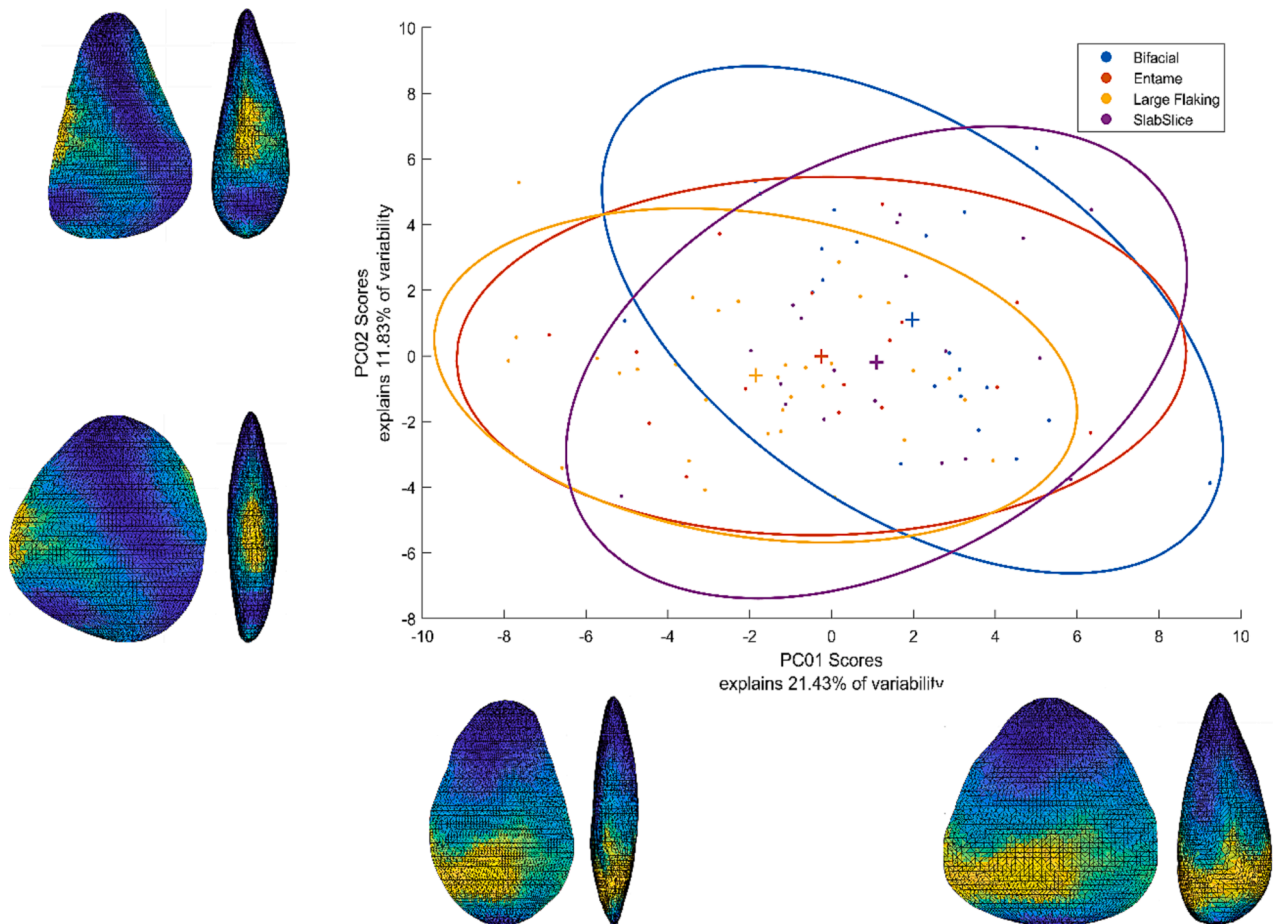 10
8
6
4
2
0
-2
-4
-6
-8
PC02 Scores
explains 11.83% of variability
Bifacial
Entame
Large Flaking
SlabSlice
-10
-8
-6
-4
-2
0
2
4
6
8
10
PC01 Scores
explains 21.43% of variability